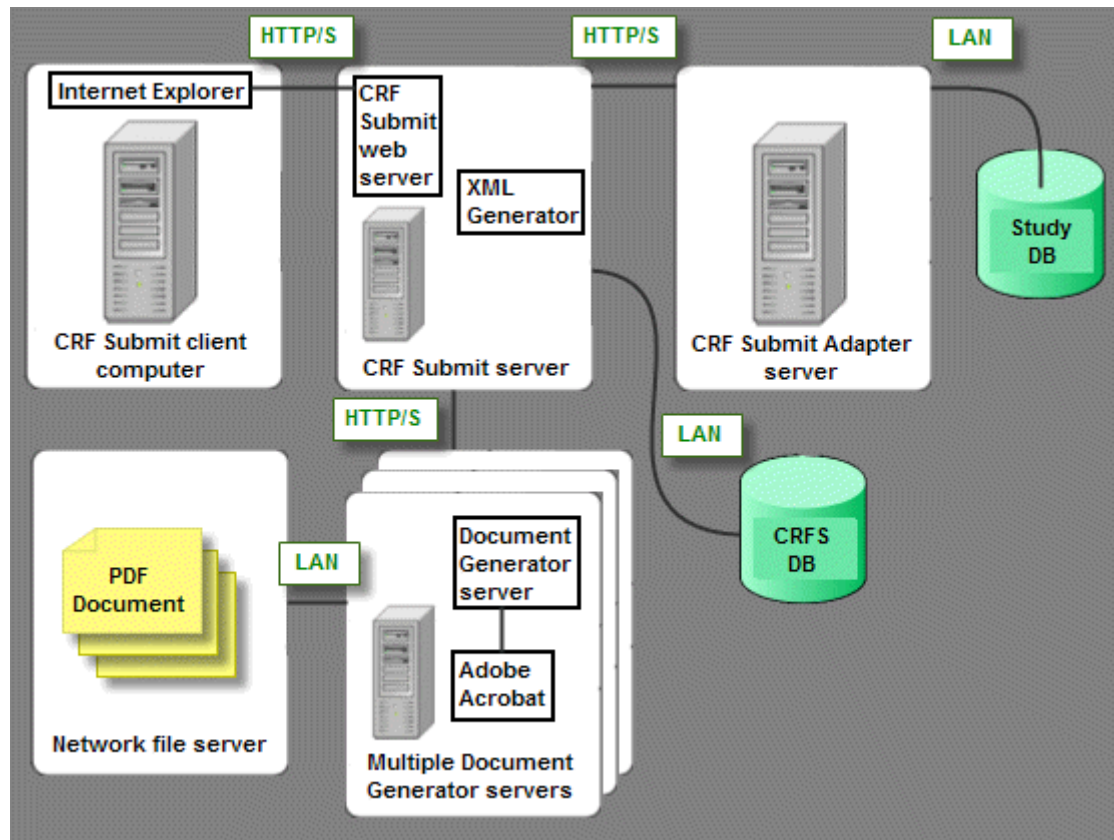 HTTP/S
HTTP/S
LAN
Internet Explorer
CRF Submit client
computer
CRF
Submit
web
server
XML
Generator
CRF Submit server
CRF Submit Adapter
server
Study
DB
HTTP/S
LAN
CRFS
DB
PDF
Document
Network file server
LAN
Document
Generator
server
Adobe
Acrobat
Multiple Document
Generator servers